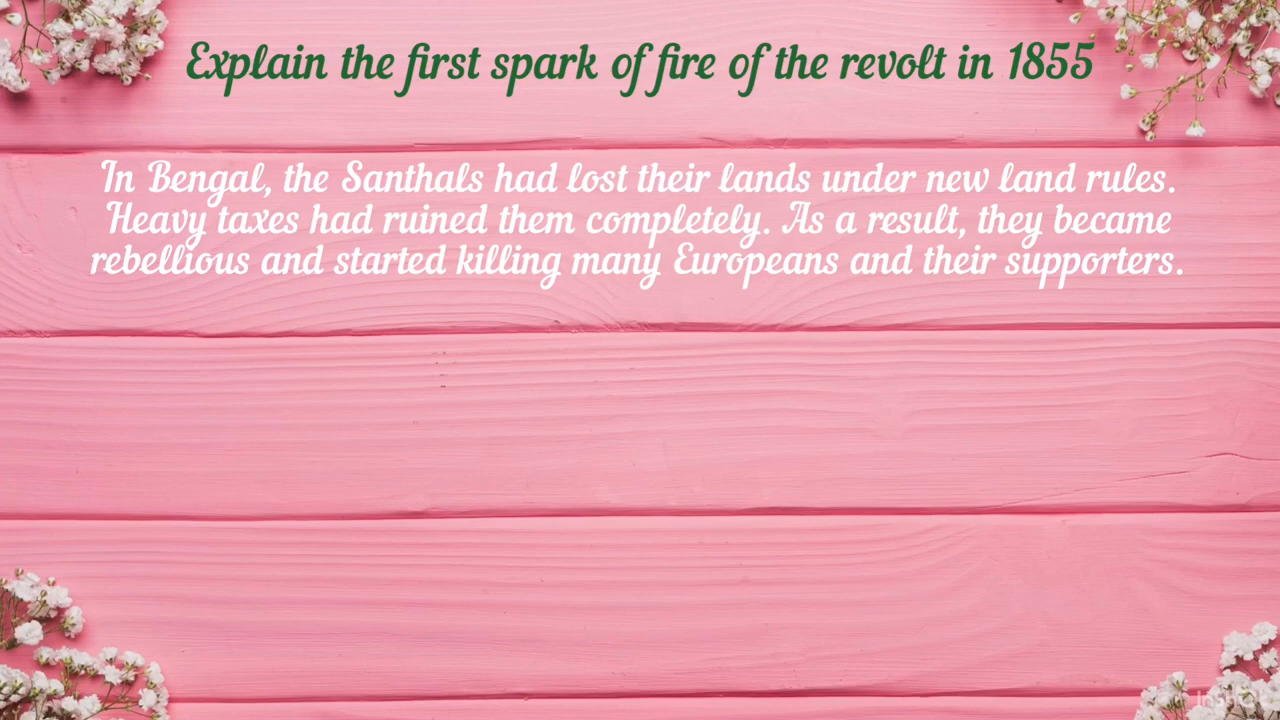 Explain the first spark of fire of the revolt in 1855
In Bengal, the Santhals had lost their lands under new land rules.
Heavy taxes had ruined them completely. As a result, they became
rebellious and started killing many Europeans and their supporters.